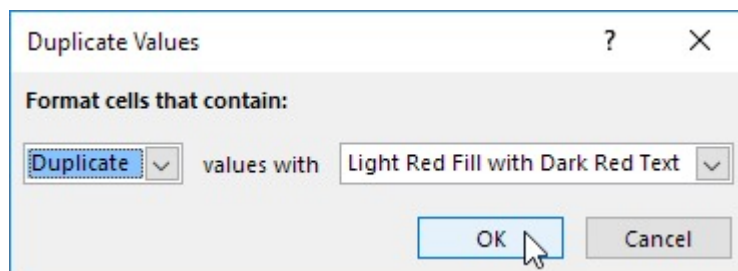 Duplicate Values ?
Format cells that contain:
Duplicate values with Light Red Fill with Dark Red Text
OK Cancel